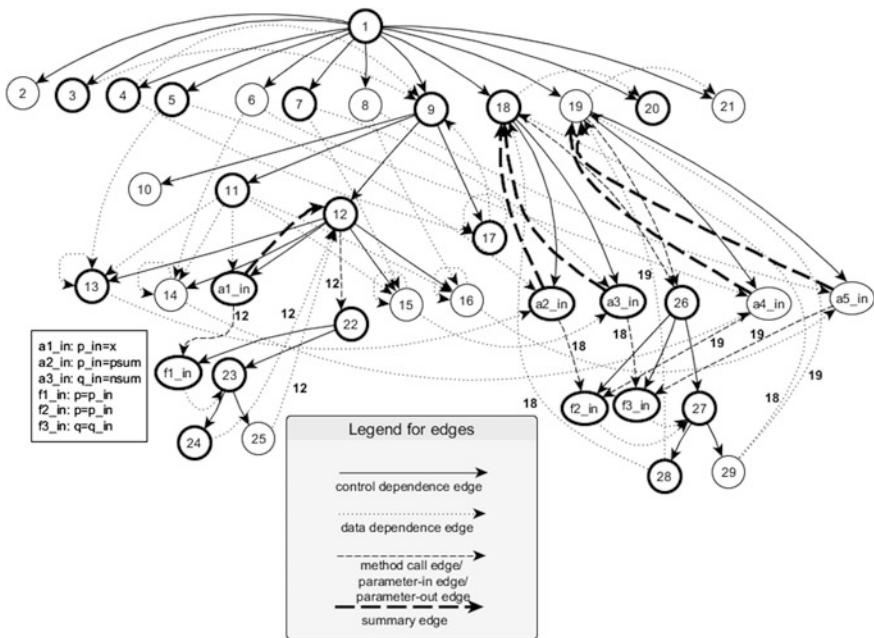 1
2
3
4
5
6
7
8
9
18
19
20
21
10
11
12
17
13
14
a1_in
12
12
15
16
a2_in
a3_in
19
26
a4_in
a5_in
22
18
18
19
19
a1_in: p_in=x
a2_in: p_in=psum
a3_in: q_in=nsum
f1_in: p=p_in
f2_in: p=p_in
f3_in: q=q_in
12
f1_in
23
12
18
f2_in
f3_in
27
18
19
24
25
28
29
Legend for edges
control dependence edge
data dependence edge
method call edge/
parameter-in edge/
parameter-out edge
summary edge